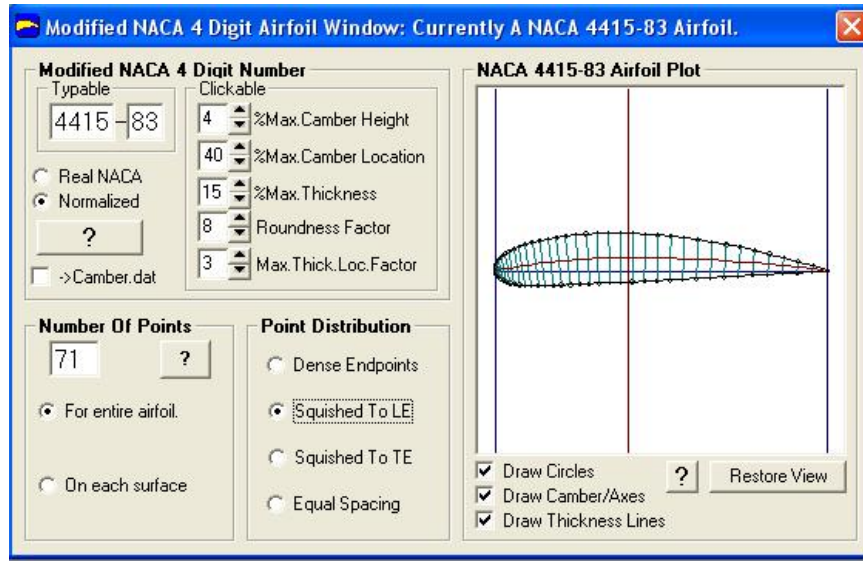 Modified NACA 4 Digit Airfoil Window: Currently A NACA 4415-83 Airfoil.
Modified NACA 4 Digit Number
Typable
4415 - 83
Real NACA
Normalized
?
->Camber.dat
Clickable
4 %Max.Camber Height
40 %Max.Camber Location
15 %Max.Thickness
8 Roundness Factor
3 Max.Thick.Loc.Factor
Number Of Points
71 ?
For entire airfoil.
On each surface
Point Distribution
Dense Endpoints
Squished To LE
Squished To TE
Equal Spacing
NACA 4415-83 Airfoil Plot
Draw Circles
Draw Camber/Axes
Draw Thickness Lines
? Restore View